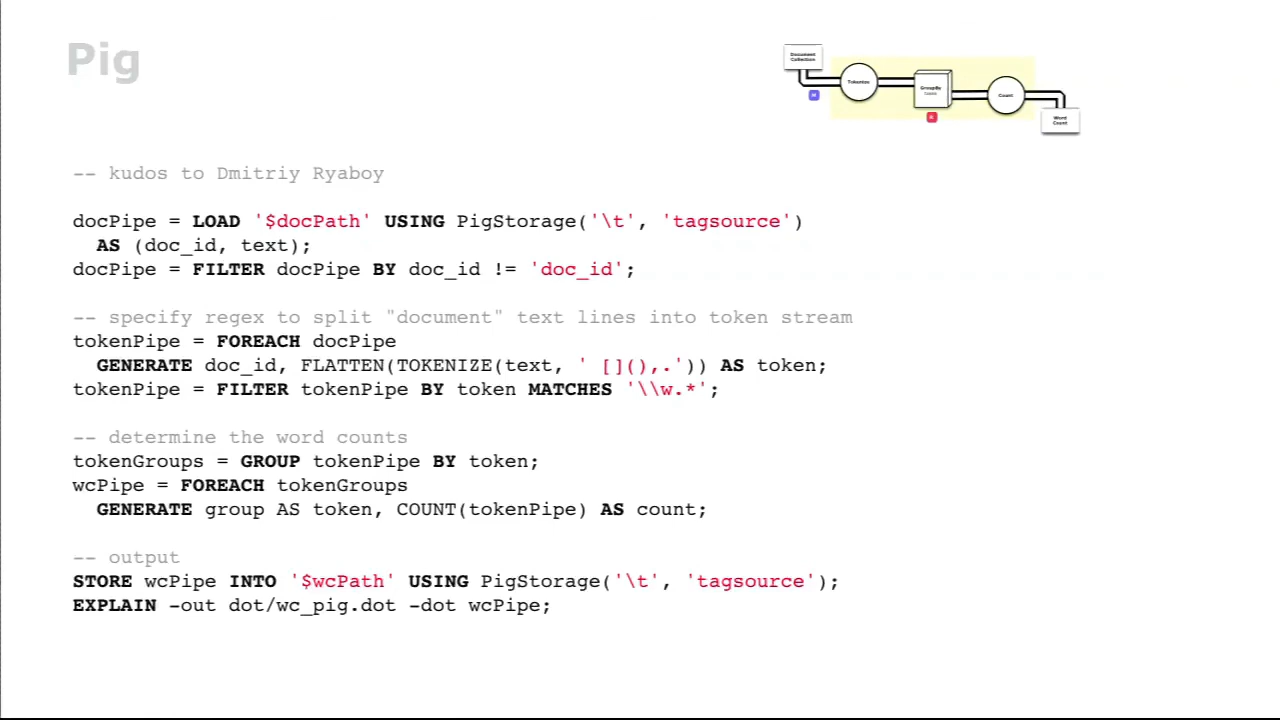 Pig
Document
Collection
Tokenize
GroupBy
token
Count
Word
Count
M
R
-- kudos to Dmitriy Ryaboy
docPipe = LOAD '$docPath' USING PigStorage('\t', 'tagsource')
AS (doc_id, text);
docPipe = FILTER docPipe BY doc_id != 'doc_id';
-- specify regex to split "document" text lines into token stream
tokenPipe = FOREACH docPipe
GENERATE doc_id, FLATTEN(TOKENIZE(text, ' [](),.')) AS token;
tokenPipe = FILTER tokenPipe BY token MATCHES '\\w.*';
-- determine the word counts
tokenGroups = GROUP tokenPipe BY token;
wcPipe = FOREACH tokenGroups
GENERATE group AS token, COUNT(tokenPipe) AS count;
-- output
STORE wcPipe INTO '$wcPath' USING PigStorage('\t', 'tagsource');
EXPLAIN -out dot/wc_pig.dot -dot wcPipe;